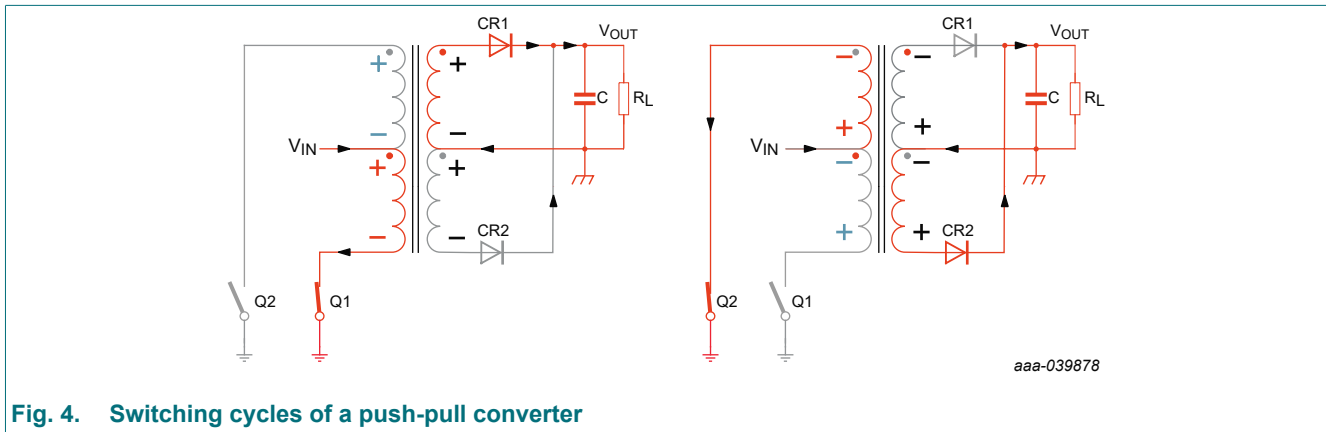 CR1
VOUT
+
+
C
RL
−
−
VIN
+
+
−
−
CR2
Q2
Q1
CR1
VOUT
−
−
C
RL
+
+
VIN
−
−
+
+
CR2
Q2
Q1
aaa-039878
Fig. 4. Switching cycles of a push-pull converter